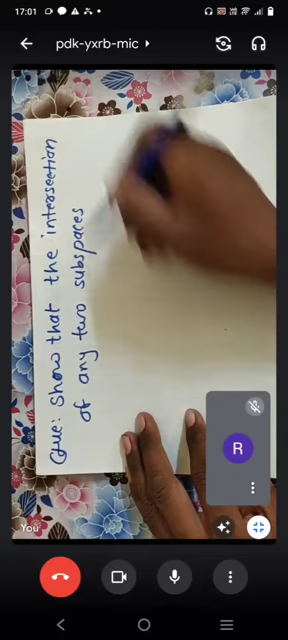 17:01
pdk-yxrb-mic
Que: Show that the intersection
of any two subspaces
R
You